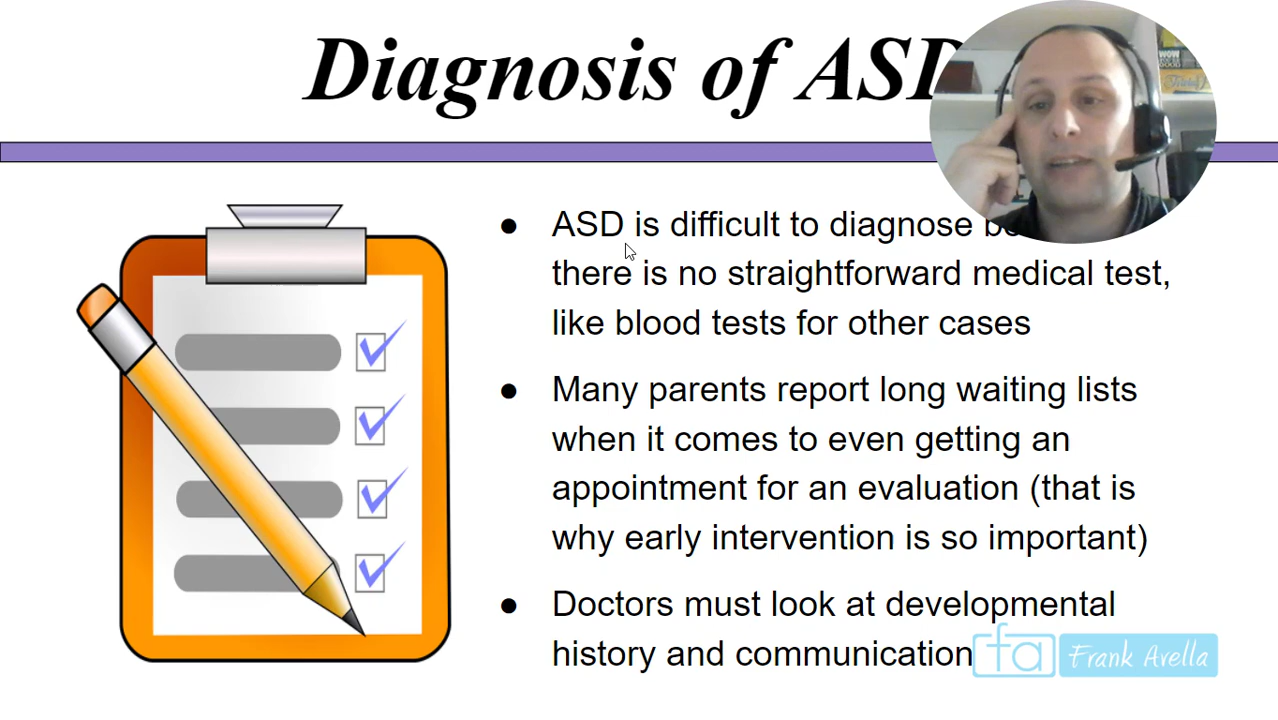 Diagnosis of ASD
● ASD is difficult to diagnose
there is no straightforward medical test,
like blood tests for other cases
● Many parents report long waiting lists
when it comes to even getting an
appointment for an evaluation (that is
why early intervention is so important)
● Doctors must look at developmental
history and communication
fa Frank Avella